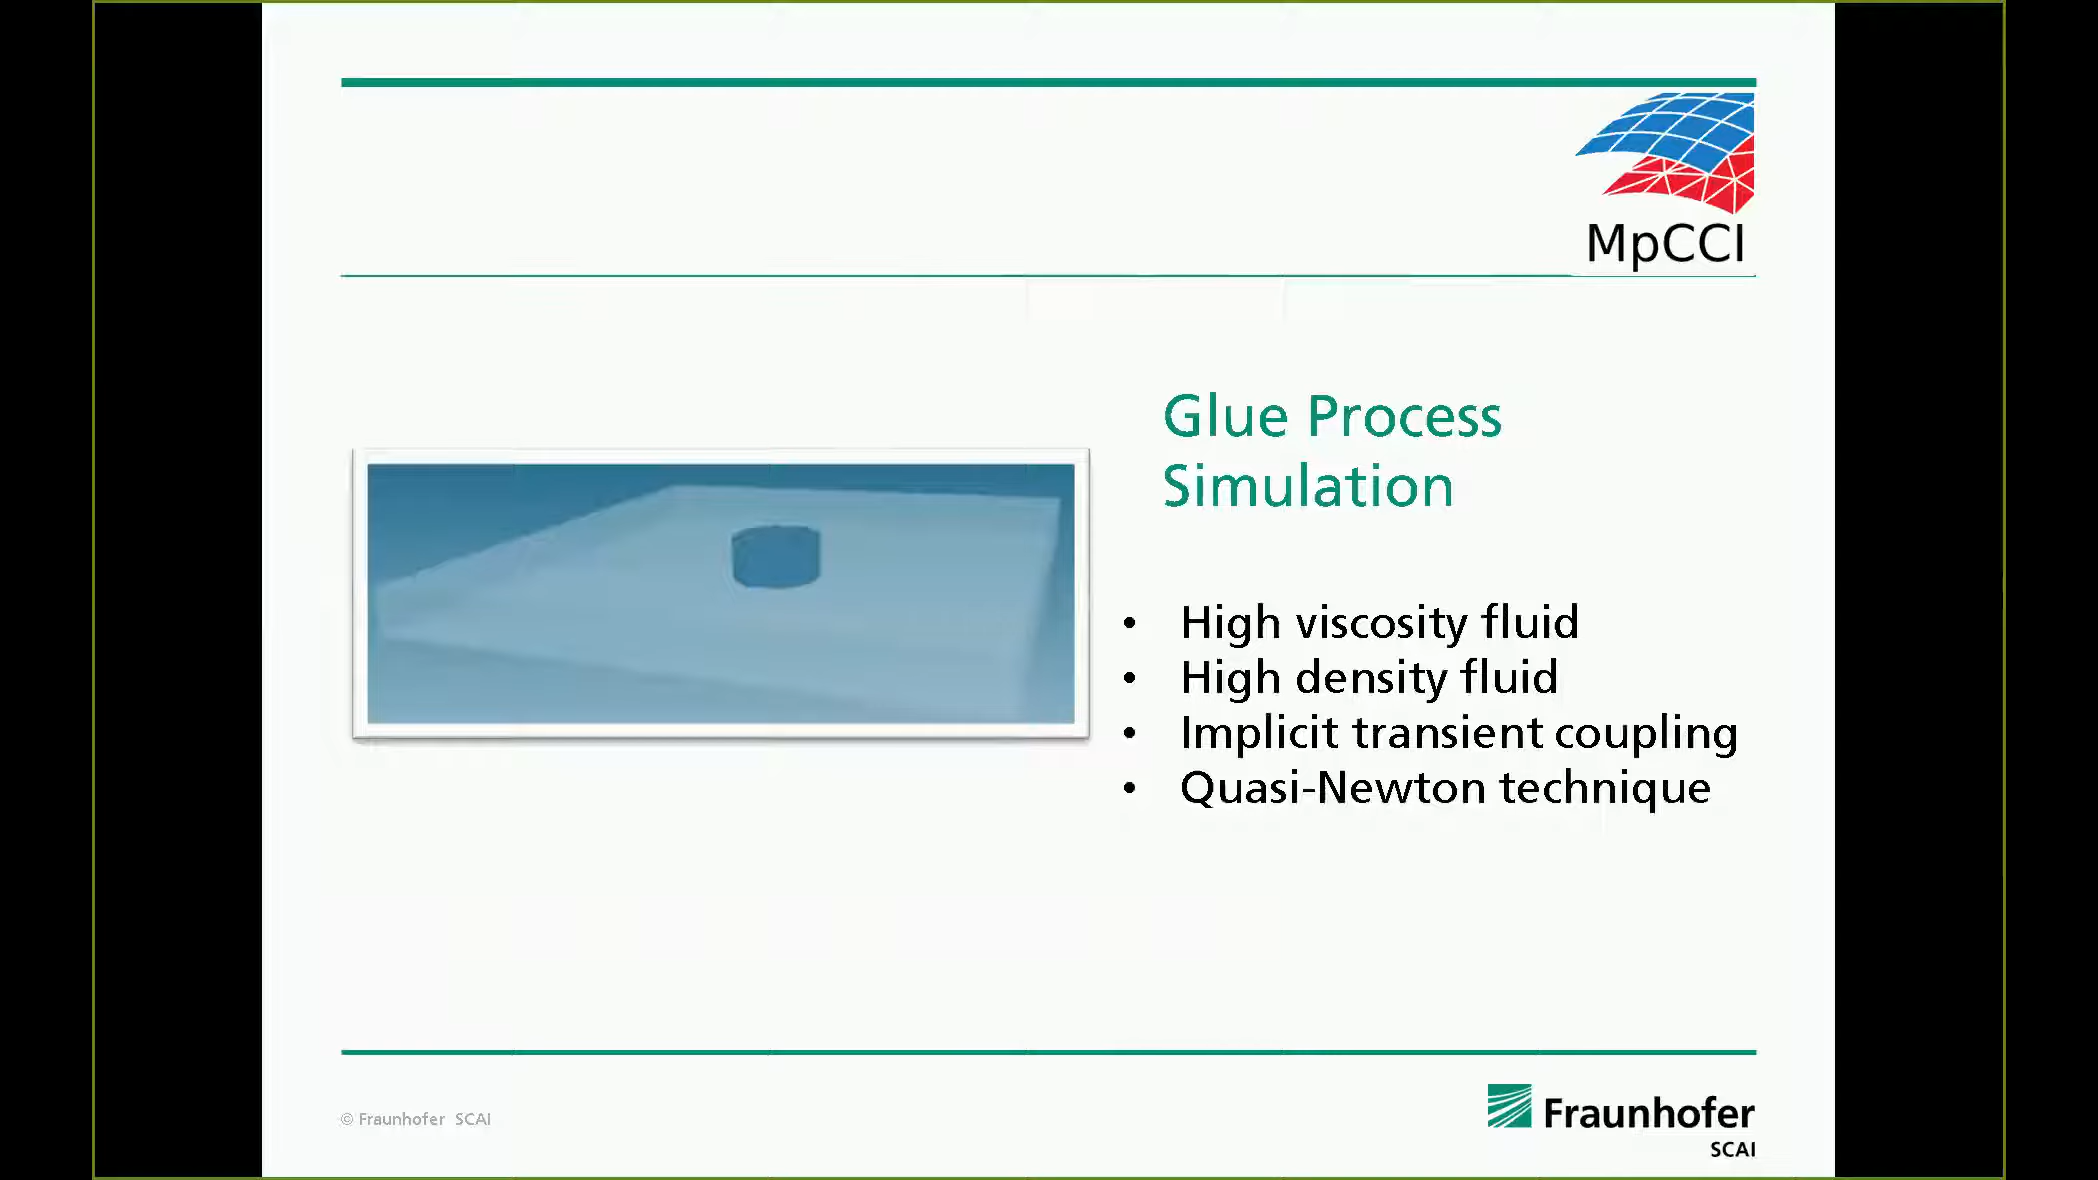 MpCCI
Glue Process
Simulation
• High viscosity fluid
• High density fluid
• Implicit transient coupling
• Quasi-Newton technique
© Fraunhofer SCAI
Fraunhofer
SCAI